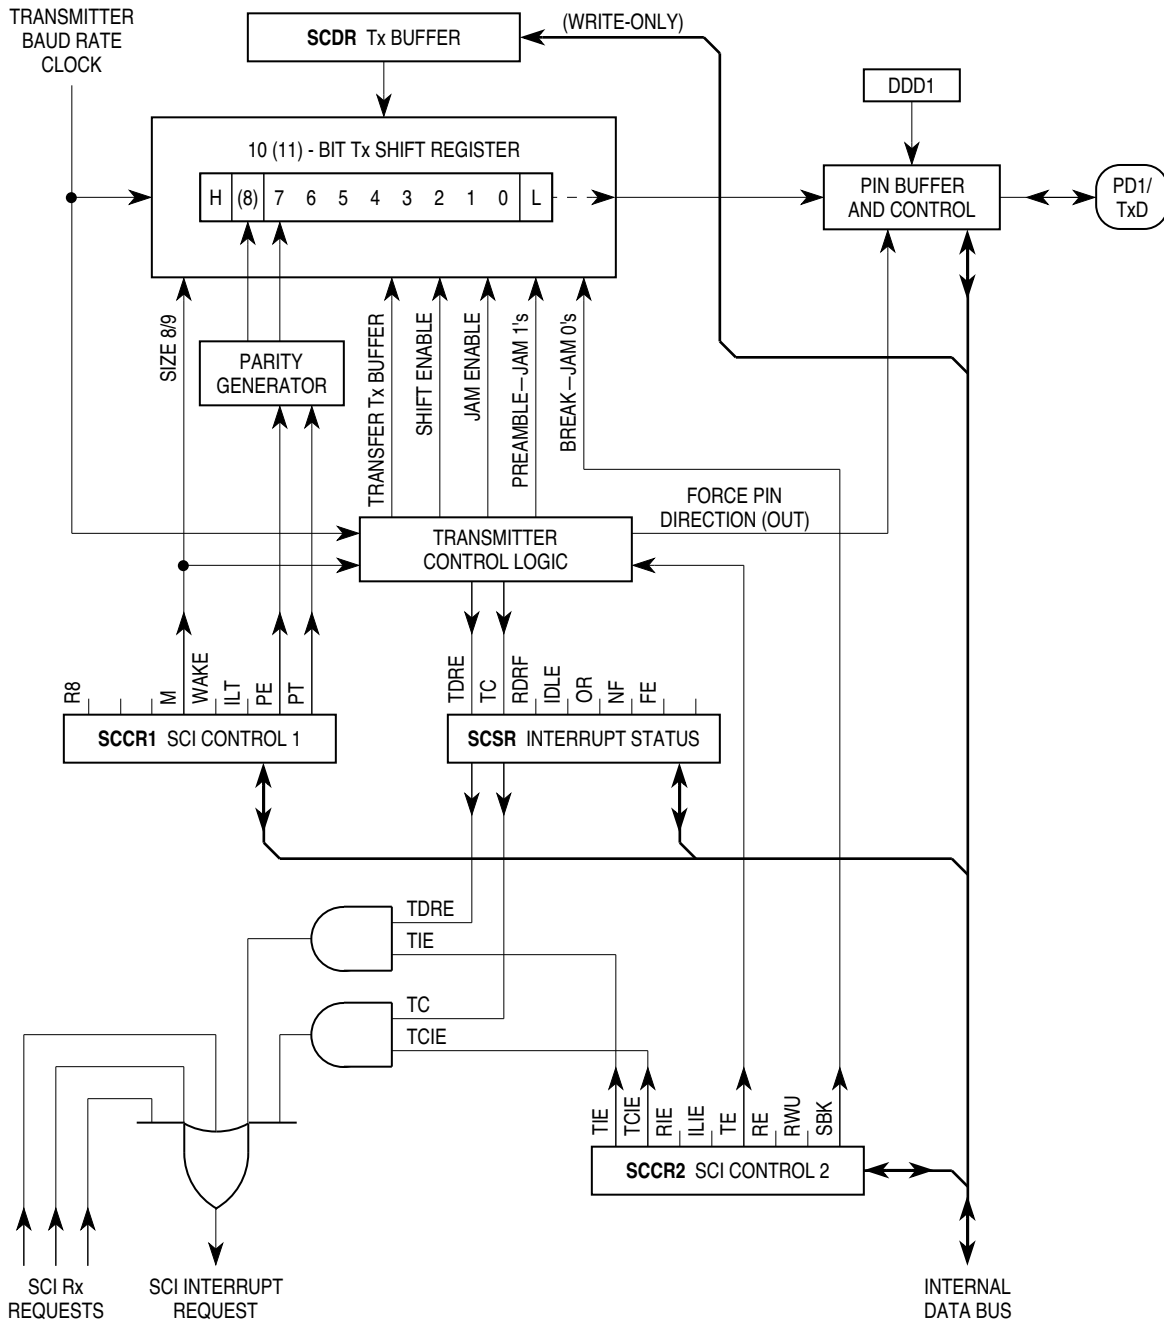 TRANSMITTER
BAUD RATE
CLOCK
SCDR Tx BUFFER
(WRITE-ONLY)
DDD1
10 (11) - BIT Tx SHIFT REGISTER
H (8) 7 6 5 4 3 2 1 0 L
PIN BUFFER
AND CONTROL
PD1/
TxD
SIZE 8/9
PARITY
GENERATOR
TRANSFER Tx BUFFER
SHIFT ENABLE
JAM ENABLE
PREAMBLE—JAM 1's
BREAK—JAM 0's
FORCE PIN
DIRECTION (OUT)
TRANSMITTER
CONTROL LOGIC
R8
M
WAKE
ILT
PE
PT
SCCR1 SCI CONTROL 1
TDRE
TC
RDRF
IDLE
OR
NF
FE
SCSR INTERRUPT STATUS
TDRE
TIE
TC
TCIE
TIE
TCIE
RIE
ILIE
TE
RE
RWU
SBK
SCCR2 SCI CONTROL 2
SCI Rx
REQUESTS
SCI INTERRUPT
REQUEST
INTERNAL
DATA BUS